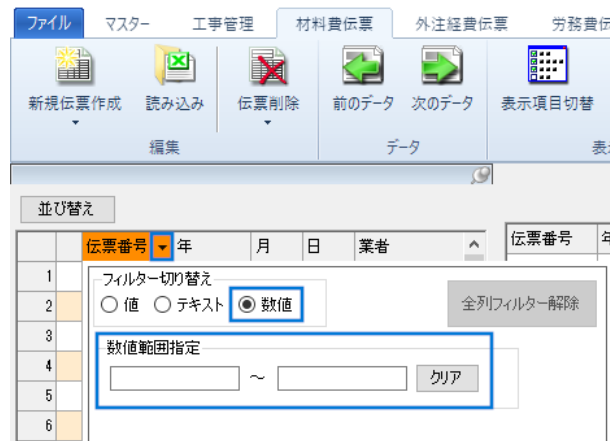 ファイル マスター 工事管理 材料費伝票 外注経費伝票 労務費伝
新規伝票作成 読み込み 伝票削除 前のデータ 次のデータ 表示項目切替
編集 データ 表
並び替え
伝票番号 年 月 日 業者 伝票番号
1
フィルター切り替え
2 値 テキスト 数値 全列フィルター解除
3
数値範囲指定
4
～ クリア
5
6